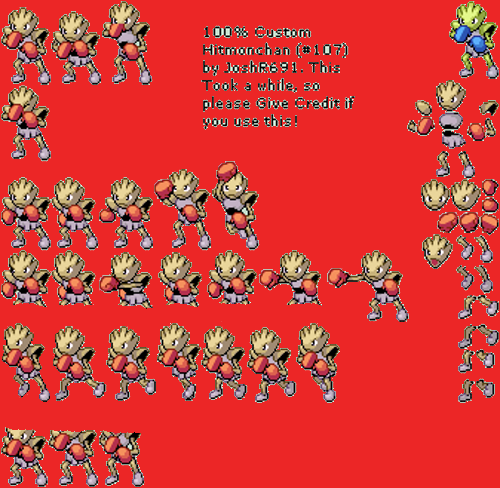 100% Custom
Hitmonchan (#107)
by JoshR691. This
Took a while, so
please Give Credit if
you use this!